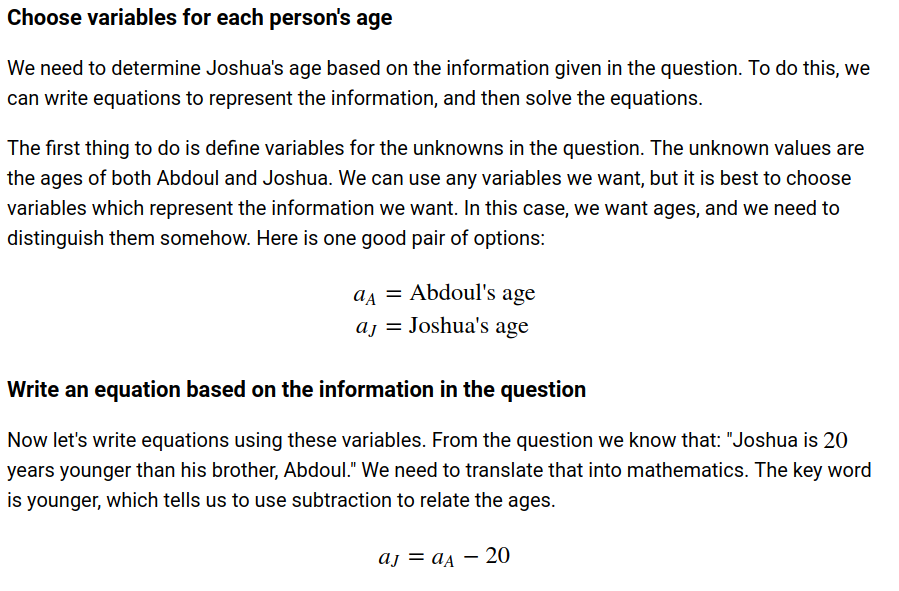 Choose variables for each person's age
We need to determine Joshua's age based on the information given in the question. To do this, we
can write equations to represent the information, and then solve the equations.
The first thing to do is define variables for the unknowns in the question. The unknown values are
the ages of both Abdoul and Joshua. We can use any variables we want, but it is best to choose
variables which represent the information we want. In this case, we want ages, and we need to
distinguish them somehow. Here is one good pair of options:
a_A = Abdoul's age
a_J = Joshua's age
Write an equation based on the information in the question
Now let's write equations using these variables. From the question we know that: "Joshua is 20
years younger than his brother, Abdoul." We need to translate that into mathematics. The key word
is younger, which tells us to use subtraction to relate the ages.
a_J = a_A − 20